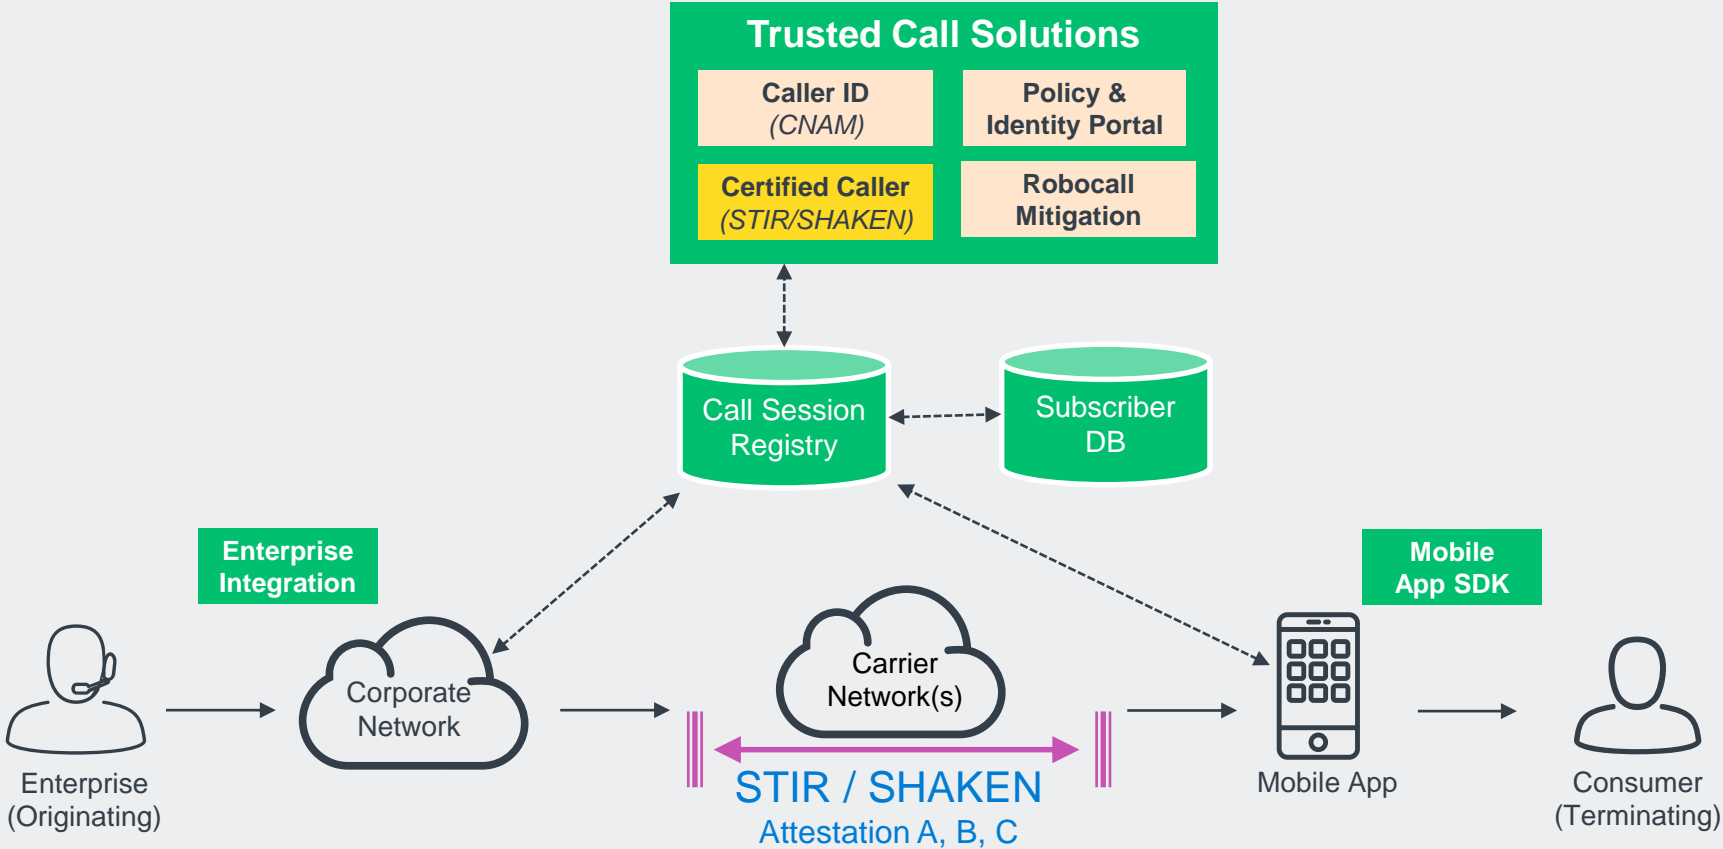 Trusted Call Solutions
Caller ID
(CNAM)
Policy &
Identity Portal
Certified Caller
(STIR/SHAKEN)
Robocall
Mitigation
Call Session
Registry
Subscriber
DB
Enterprise
Integration
Mobile
App SDK
Corporate
Network
Carrier
Network(s)
STIR / SHAKEN
Attestation A, B, C
Enterprise
(Originating)
Mobile App
Consumer
(Terminating)